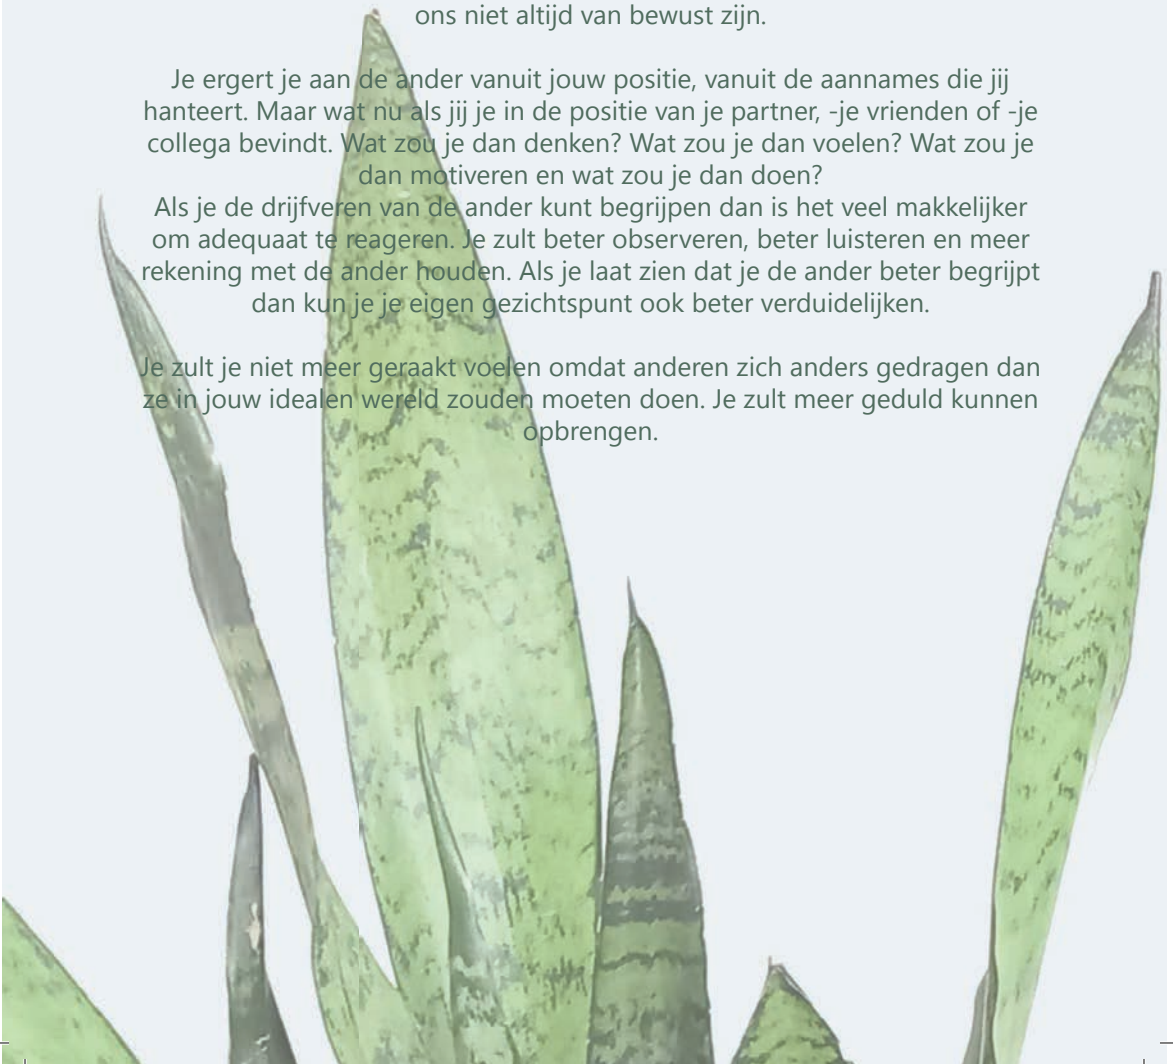 ons niet altijd van bewust zijn.
Je ergert je aan de ander vanuit jouw positie, vanuit de aannames die jij
hanteert. Maar wat nu als jij je in de positie van je partner, -je vrienden of -je
collega bevindt. Wat zou je dan denken? Wat zou je dan voelen? Wat zou je
dan motiveren en wat zou je dan doen?
Als je de drijfveren van de ander kunt begrijpen dan is het veel makkelijker
om adequaat te reageren. Je zult beter observeren, beter luisteren en meer
rekening met de ander houden. Als je laat zien dat je de ander beter begrijpt
dan kun je je eigen gezichtspunt ook beter verduidelijken.
Je zult je niet meer geraakt voelen omdat anderen zich anders gedragen dan
ze in jouw idealen wereld zouden moeten doen. Je zult meer geduld kunnen
opbrengen.